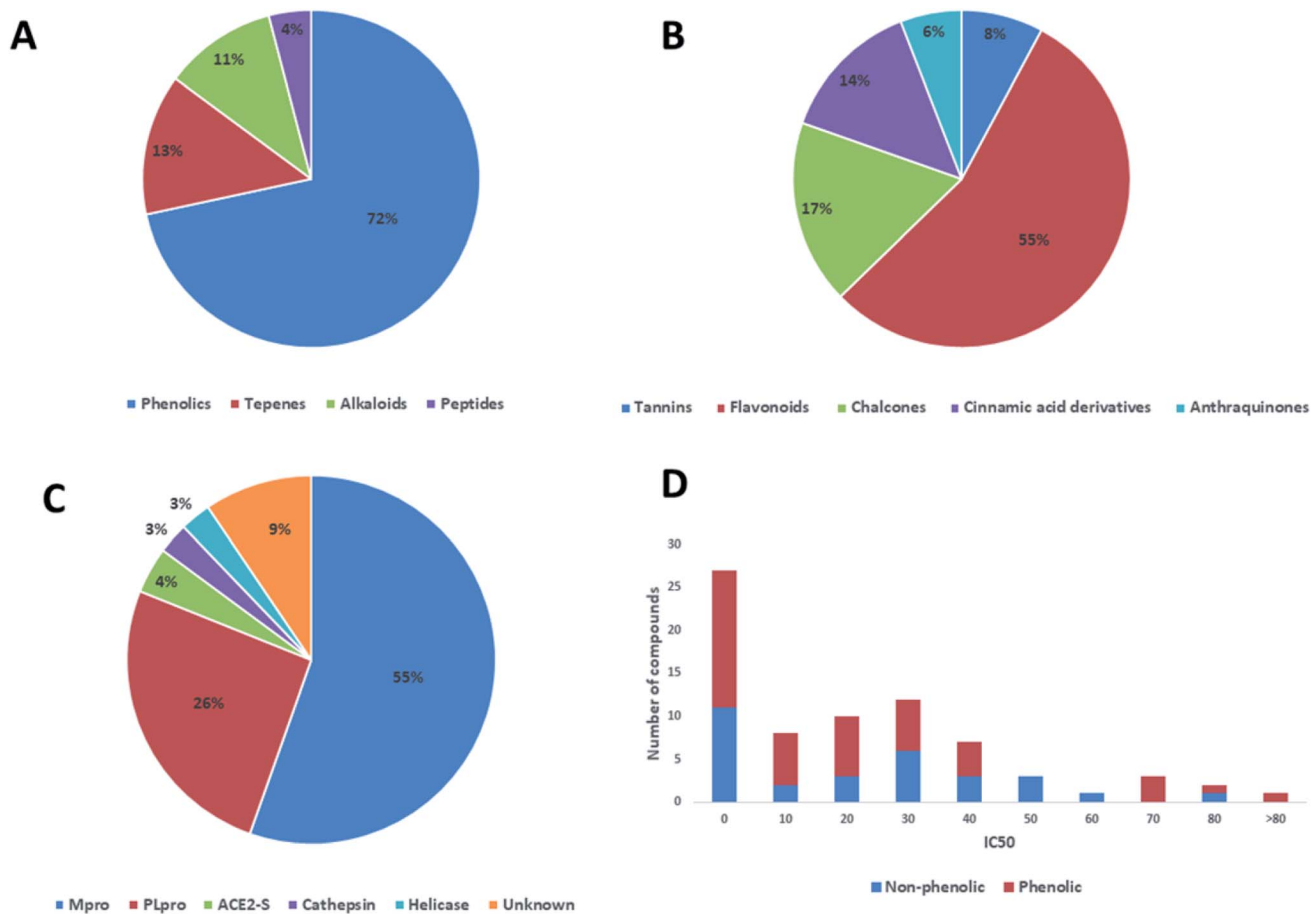 A
4%
11%
13%
72%
Phenolics Tepenes Alkaloids Peptides
B
6%
8%
14%
17%
55%
Tannins Flavonoids Chalcones Cinnamic acid derivatives Anthraquinones
C
3%
3%
9%
4%
55%
26%
Mpro PLpro ACE2-S Cathepsin Helicase Unknown
D
30
25
20
15
10
5
0
Number of compounds
0 10 20 30 40 50 60 70 80 >80
IC50
Non-phenolic Phenolic